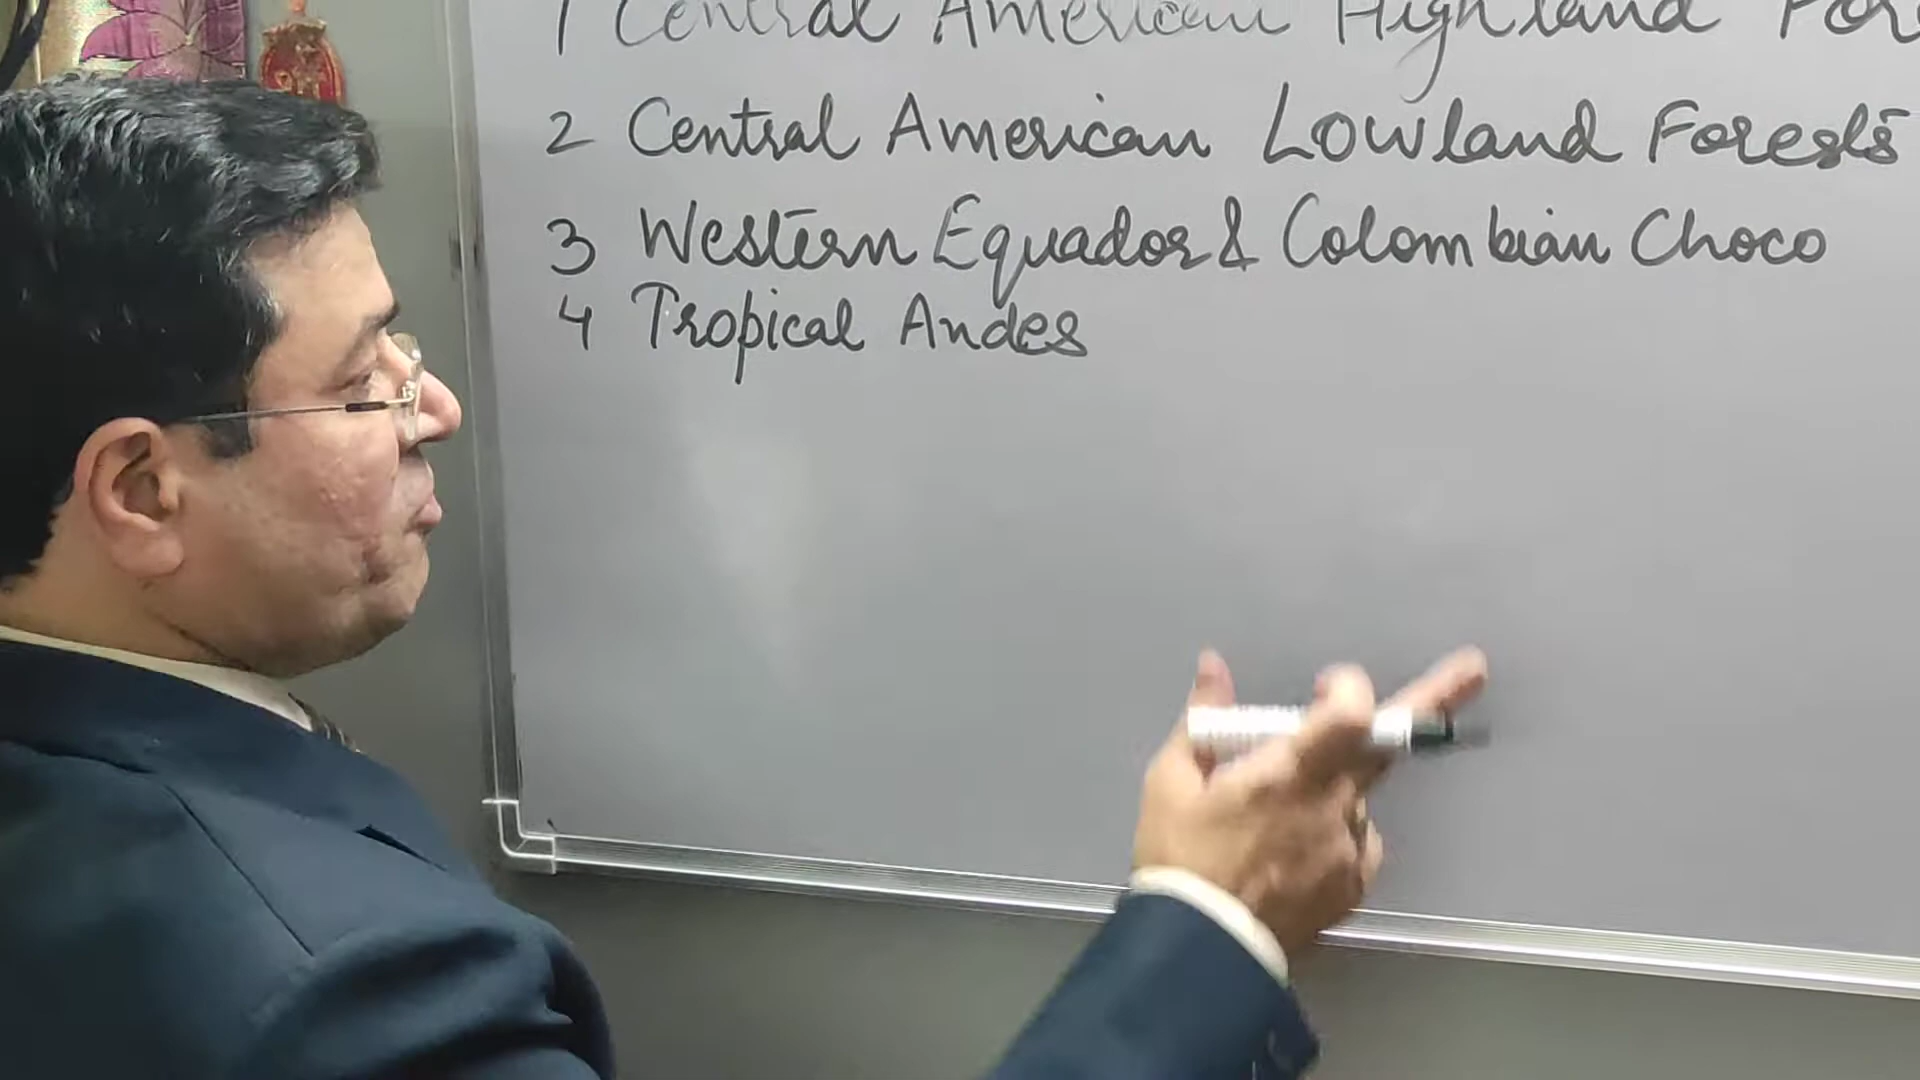 1 Central American Highland
2 Central American Lowland Forests
3 Western Equador & Colombian Choco
4 Tropical Andes